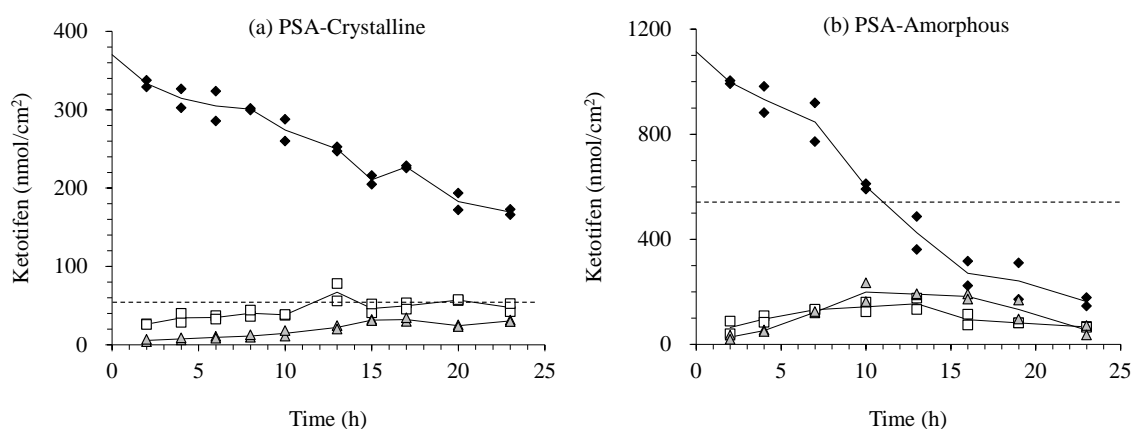 (a) PSA-Crystalline
Ketotifen (nmol/cm²)
400
300
200
100
0
0 5 10 15 20 25
Time (h)
(b) PSA-Amorphous
Ketotifen (nmol/cm²)
1200
800
400
0
0 5 10 15 20 25
Time (h)